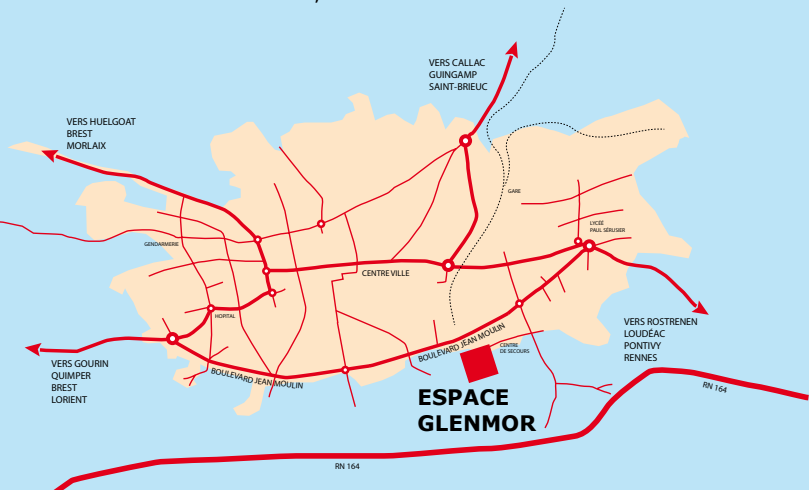 VERS CALLAC
GUINGAMP
SAINT-BRIEUC
VERS HUELGOAT
BREST
MORLAIX
GARE
LYCÉE
PAUL SÉRUSIER
GENDARMERIE
CENTRE VILLE
HOPITAL
VERS ROSTRENEN
LOUDÉAC
PONTIVY
RENNES
BOULEVARD JEAN MOULIN
CENTRE
DE SECOURS
VERS GOURIN
QUIMPER
BREST
LORIENT
BOULEVARD JEAN MOULIN
ESPACE
GLENMOR
RN 164
RN 164